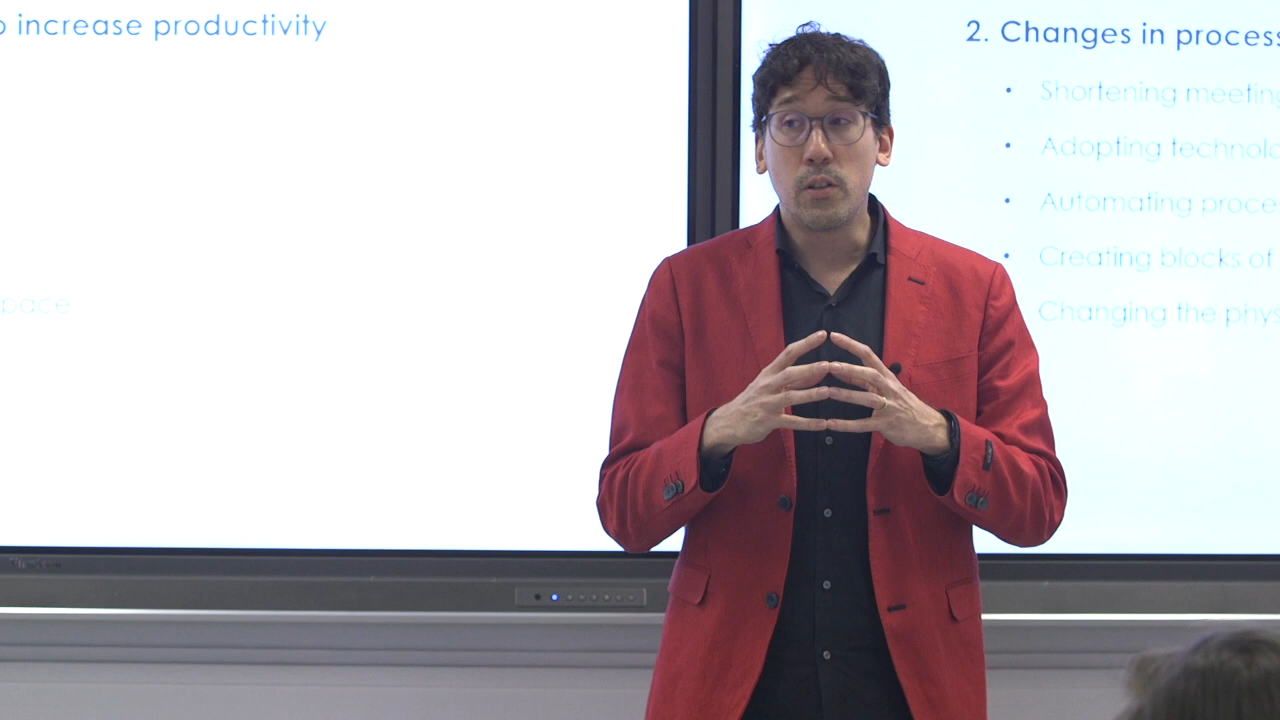 increase productivity
pace
2. Changes in process
Shortening meeting
Adopting technolo
Automating proce
Creating blocks of
Changing the phys